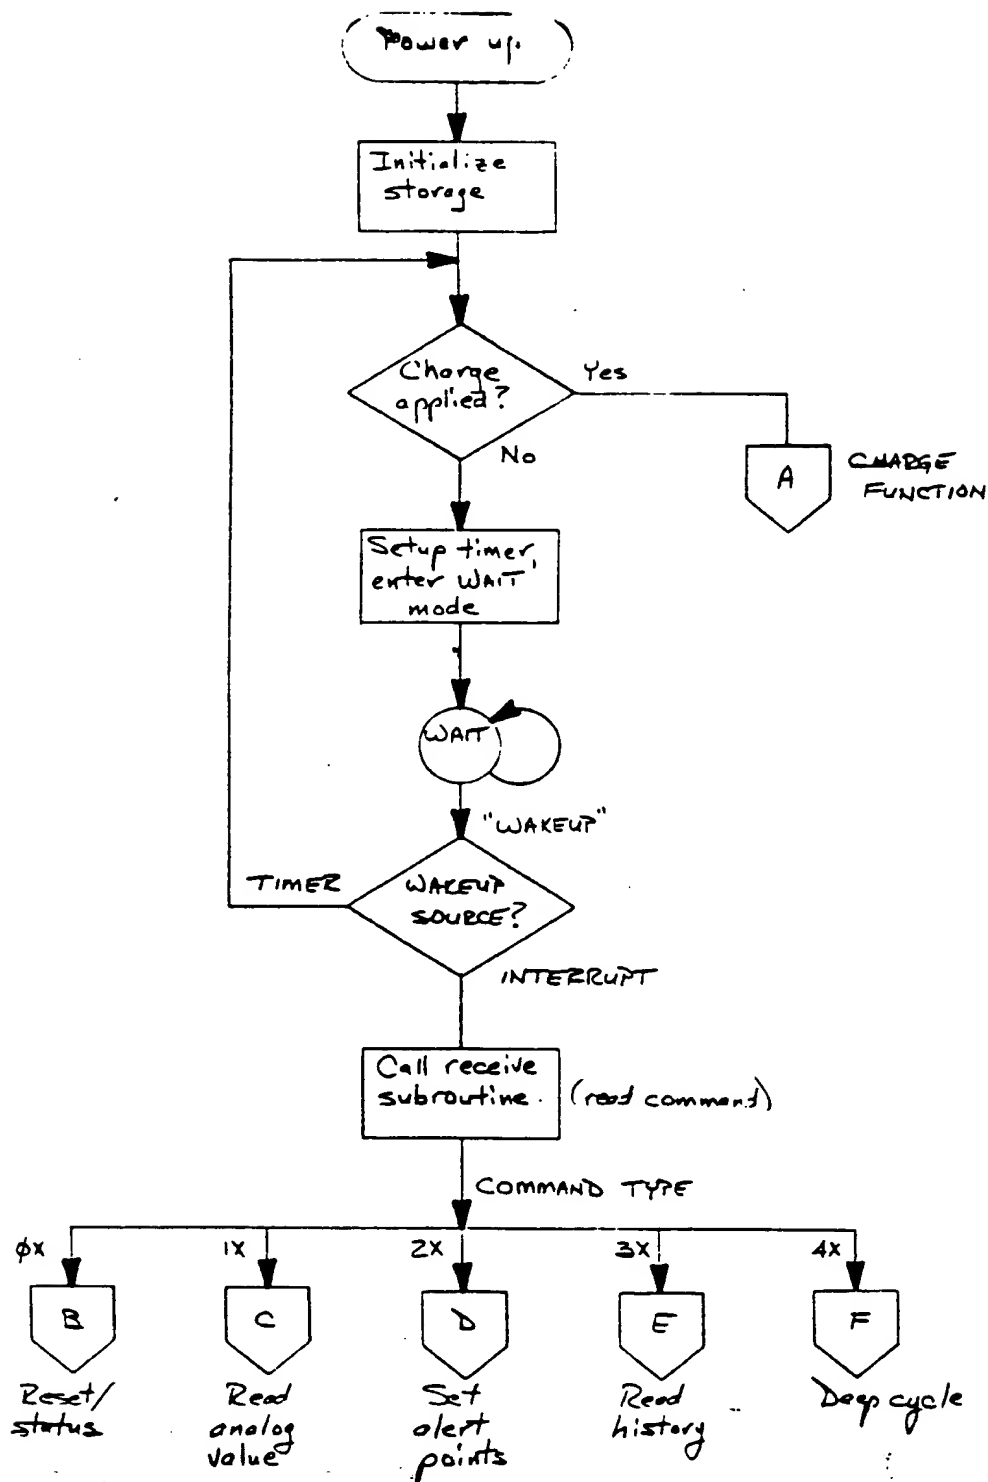 Power up
Initialize
storage
Charge
applied?
Yes
No
A
CHARGE
FUNCTION
Setup timer,
enter WAIT
mode
WAIT
"WAKEUP"
TIMER
WAKEUP
SOURCE?
INTERRUPT
Call receive
subroutine.
(read command)
COMMAND TYPE
øx
1X
2X
3X
4X
B
C
D
E
F
Reset/
status
Read
analog
value
Set
alert
points
Read
history
Deep cycle